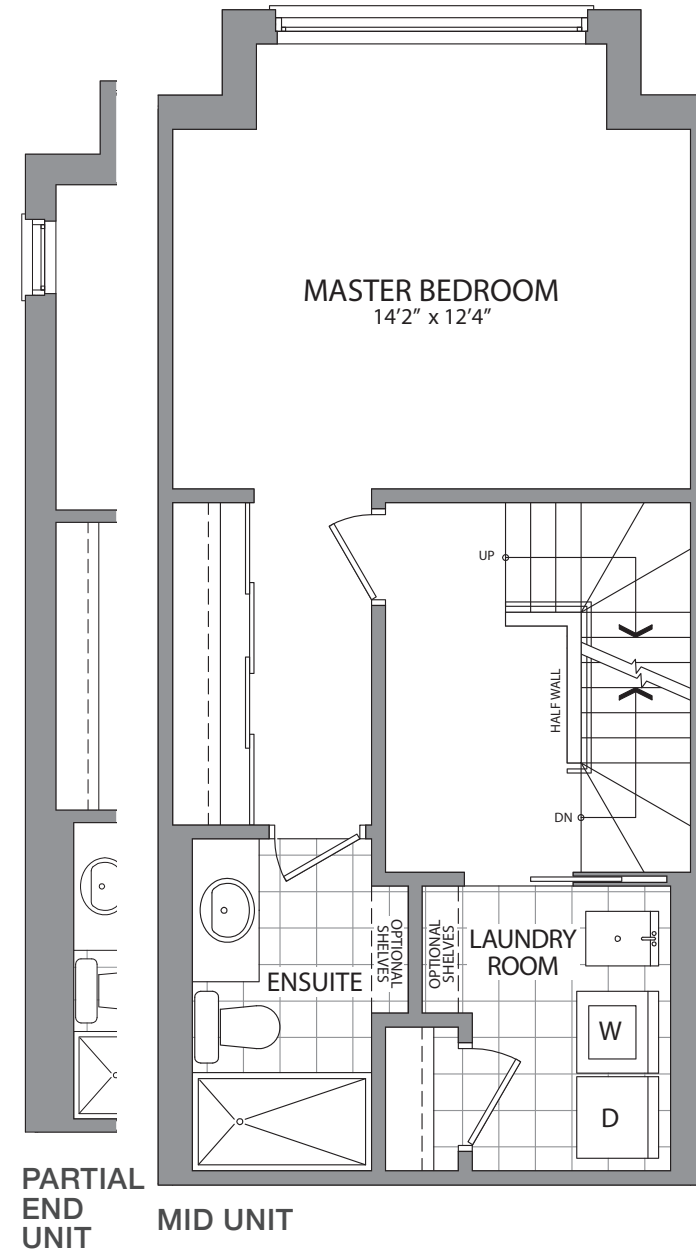 MASTER BEDROOM
14'2" x 12'4"
UP
HALF WALL
DN
OPTIONAL
SHELVES
OPTIONAL
SHELVES
LAUNDRY
ROOM
ENSUITE
W
D
PARTIAL
END
UNIT
MID UNIT